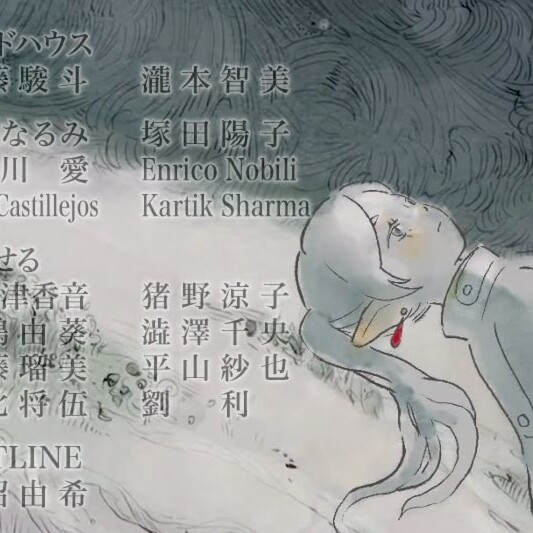 ドハウス
藤駿斗 瀧本智美
なるみ 塚田陽子
川 愛 Enrico Nobili
Castillejos Kartik Sharma
せる
津香音 猪野涼子
由葵 澁澤千央
藤瑠美 平山紗也
将伍 劉 利
TLINE
沼由希